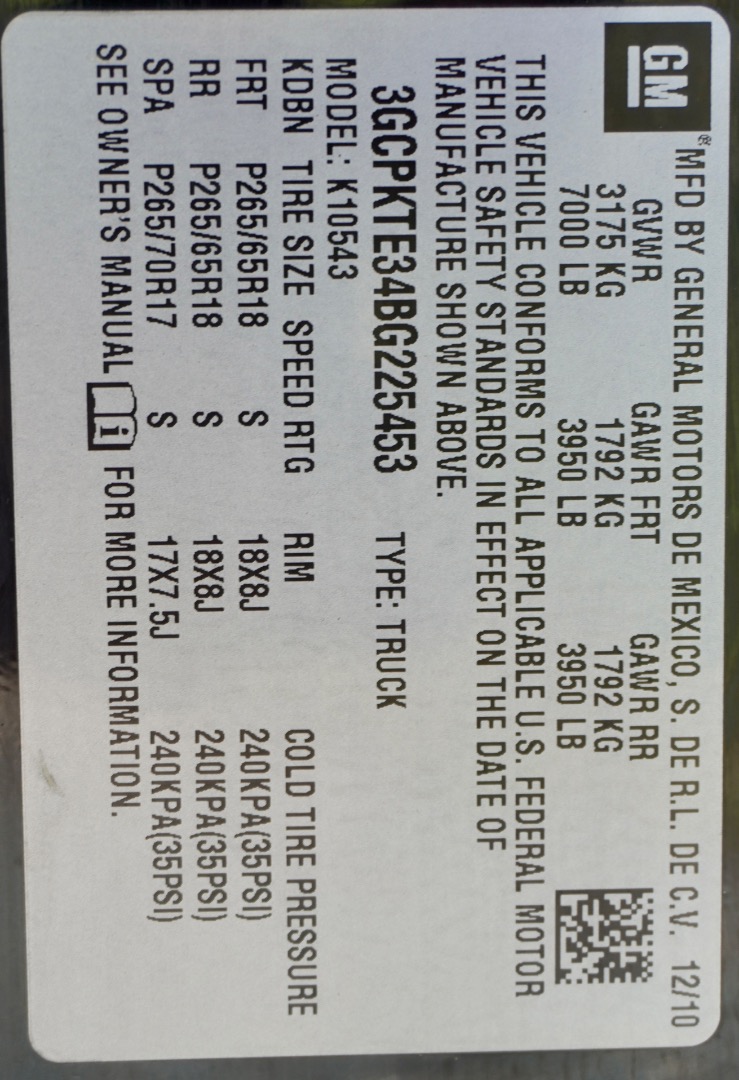 GM® MFD BY GENERAL MOTORS DE MEXICO, S. DE R.L. DE C.V. 12/10
GVWR GAWR FRT GAWR RR
3175 KG 1792 KG 1792 KG
7000 LB 3950 LB 3950 LB
THIS VEHICLE CONFORMS TO ALL APPLICABLE U.S. FEDERAL MOTOR
VEHICLE SAFETY STANDARDS IN EFFECT ON THE DATE OF
MANUFACTURE SHOWN ABOVE.
3GCPKTE34BG225453 TYPE: TRUCK
MODEL: K10543
KDBN TIRE SIZE SPEED RTG RIM COLD TIRE PRESSURE
FRT P265/65R18 S 18X8J 240KPA(35PSI)
RR P265/65R18 S 18X8J 240KPA(35PSI)
SPA P265/70R17 S 17X7.5J 240KPA(35PSI)
SEE OWNER'S MANUAL i FOR MORE INFORMATION.